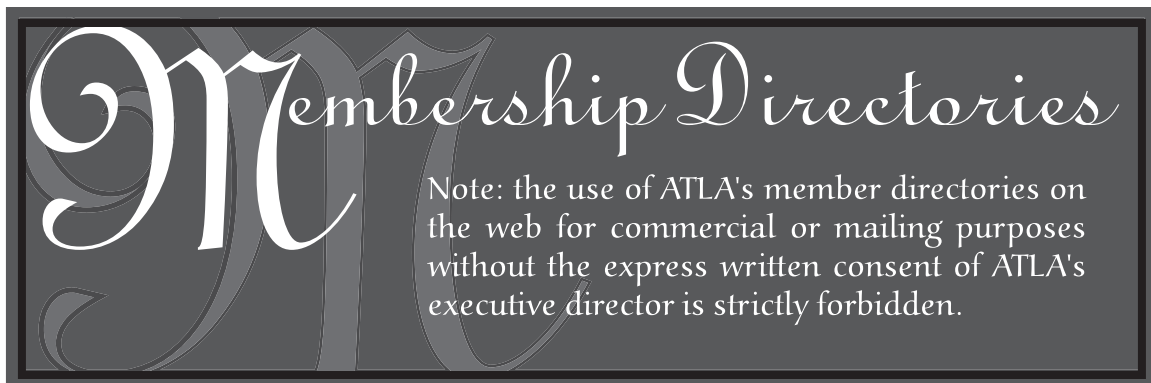 Membership Directories
Note: the use of ATLA's member directories on
the web for commercial or mailing purposes
without the express written consent of ATLA's
executive director is strictly forbidden.